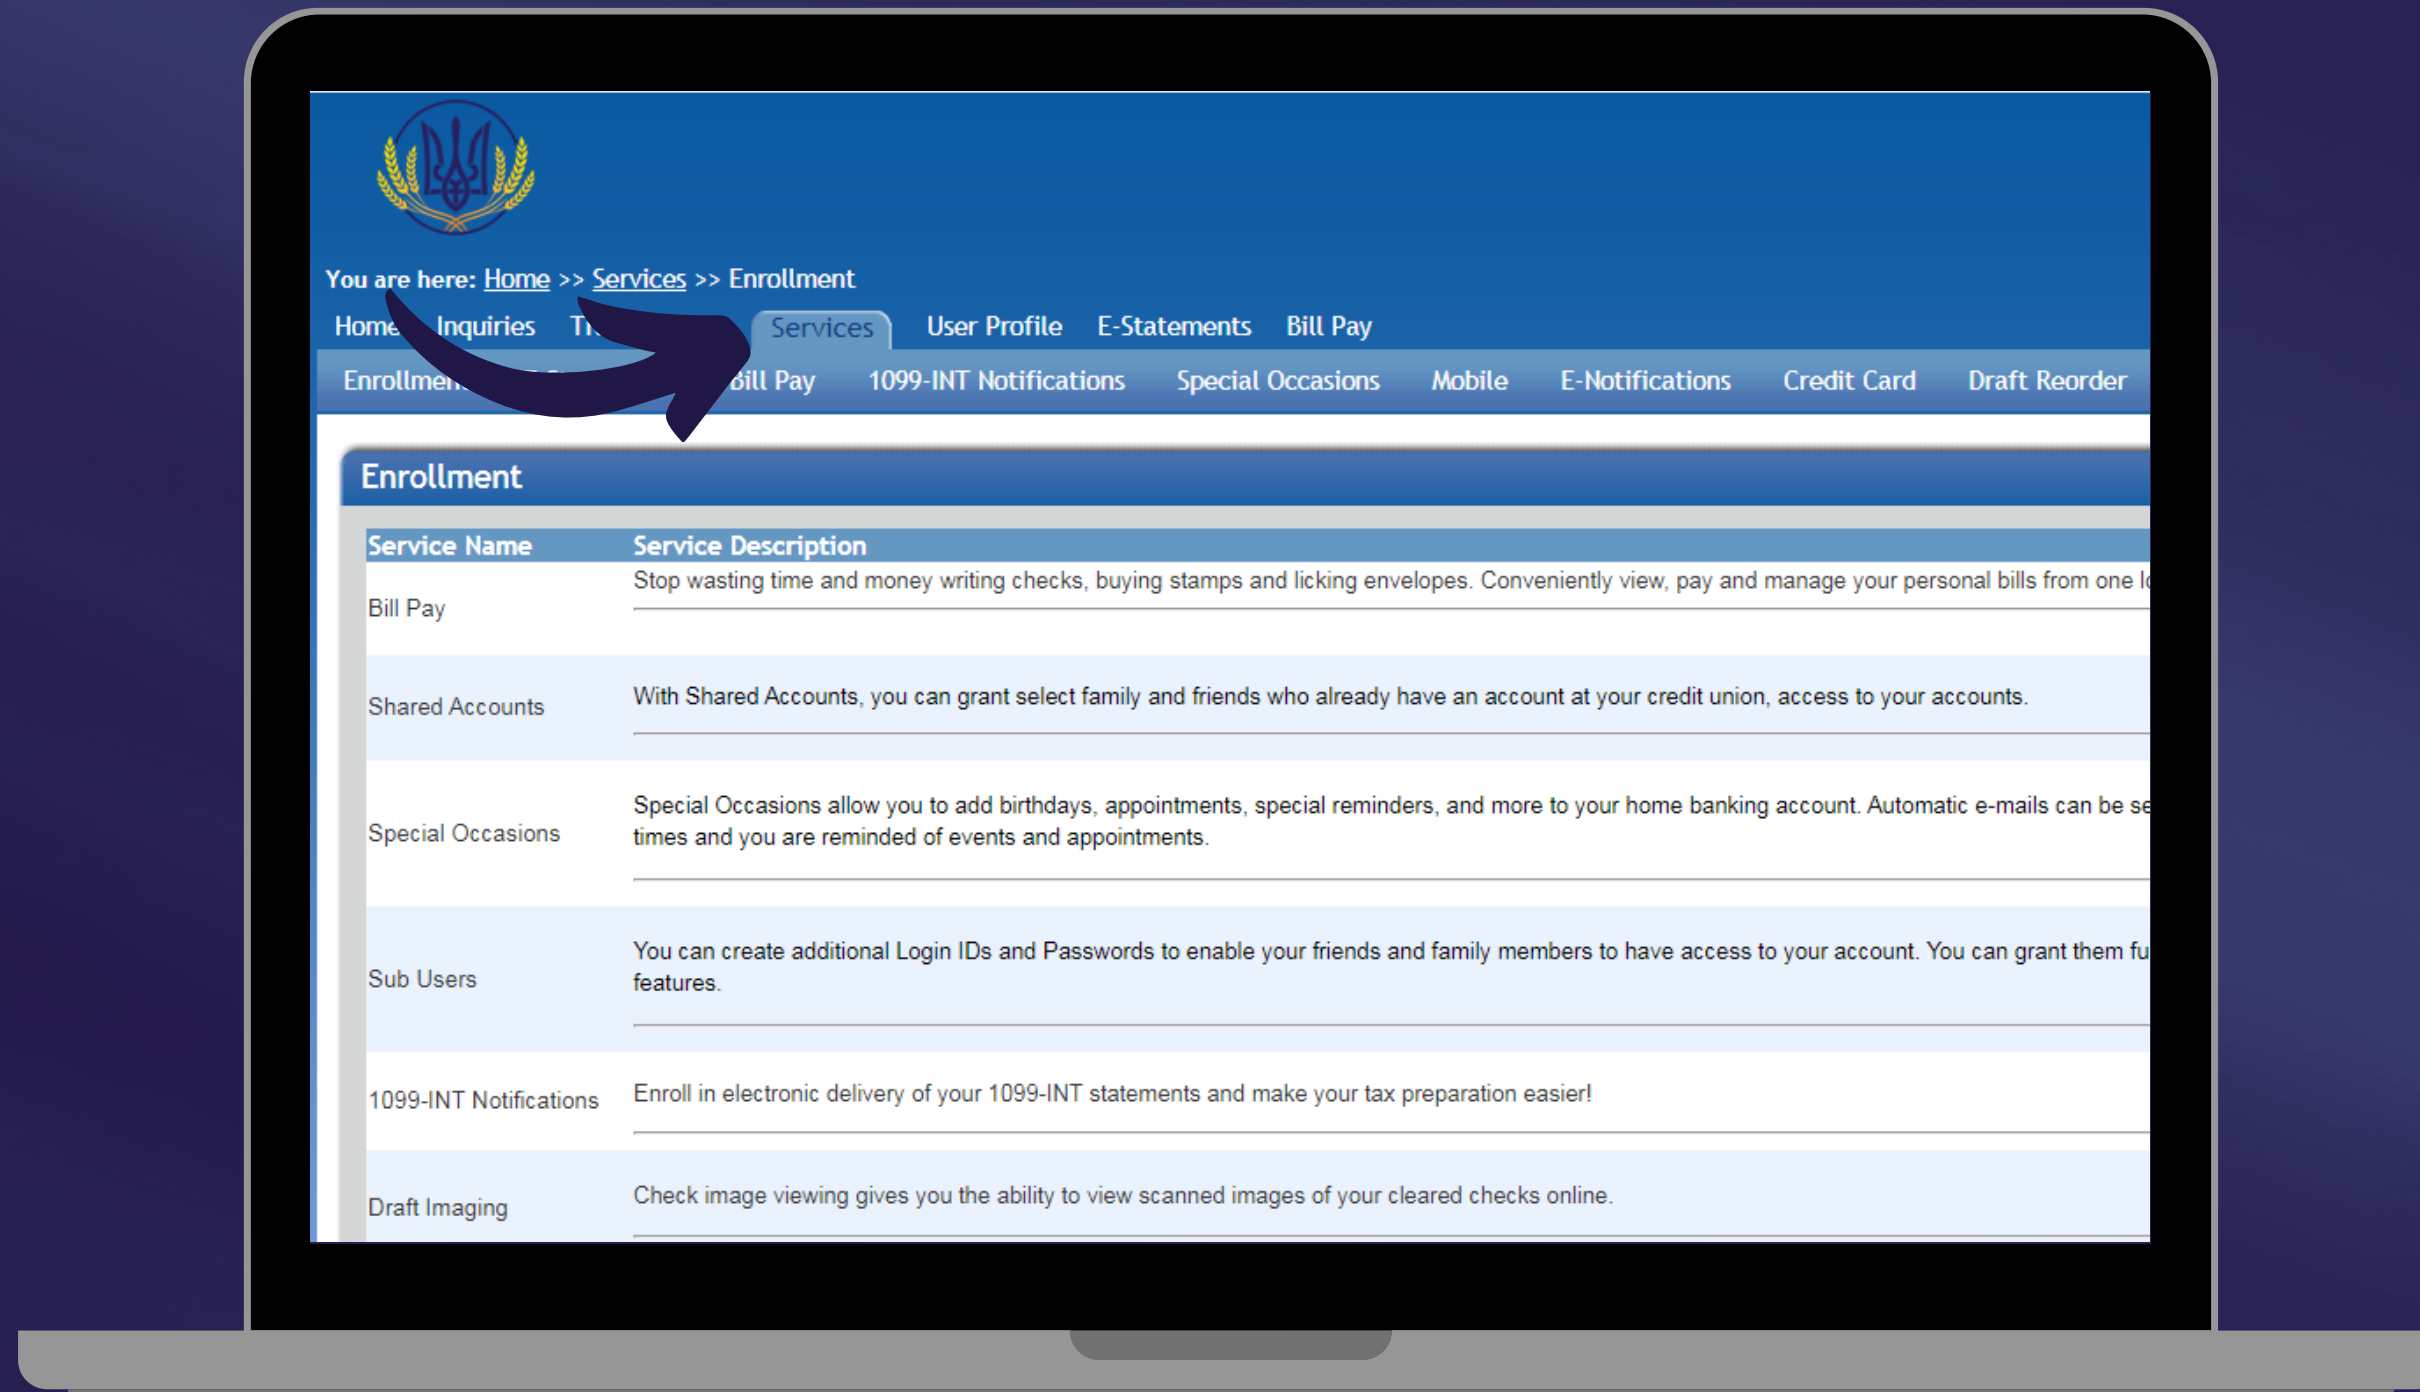 You are here: Home >> Services >> Enrollment
Home Inquiries Services User Profile E-Statements Bill Pay
Enrollment Bill Pay 1099-INT Notifications Special Occasions Mobile E-Notifications Credit Card Draft Reorder
Enrollment
Service Name Service Description
Stop wasting time and money writing checks, buying stamps and licking envelopes. Conveniently view, pay and manage your personal bills from one
Bill Pay
With Shared Accounts, you can grant select family and friends who already have an account at your credit union, access to your accounts.
Shared Accounts
Special Occasions allow you to add birthdays, appointments, special reminders, and more to your home banking account. Automatic e-mails can be
Special Occasions
times and you are reminded of events and appointments.
You can create additional Login IDs and Passwords to enable your friends and family members to have access to your account. You can grant them
Sub Users
features.
1099-INT Notifications
Enroll in electronic delivery of your 1099-INT statements and make your tax preparation easier!
Draft Imaging
Check image viewing gives you the ability to view scanned images of your cleared checks online.